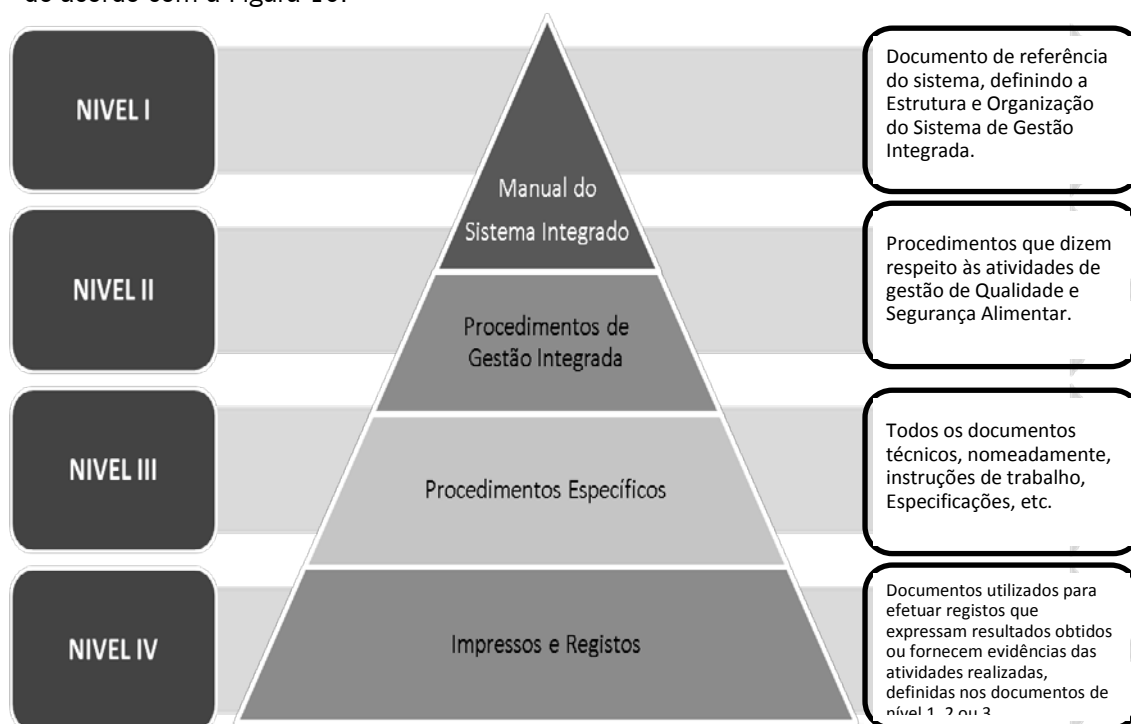 de acordo com a Figura 10.
NIVEL I
Manual do
Sistema Integrado
Documento de referência
do sistema, definindo a
Estrutura e Organização
do Sistema de Gestão
Integrada.
NIVEL II
Procedimentos de
Gestão Integrada
Procedimentos que dizem
respeito às atividades de
gestão de Qualidade e
Segurança Alimentar.
NIVEL III
Procedimentos Específicos
Todos os documentos
técnicos, nomeadamente,
instruções de trabalho,
Especificações, etc.
NIVEL IV
Impressos e Registos
Documentos utilizados para
efetuar registos que
expressam resultados obtidos
ou fornecem evidências das
atividades realizadas,
definidas nos documentos de
nível 1, 2 ou 3